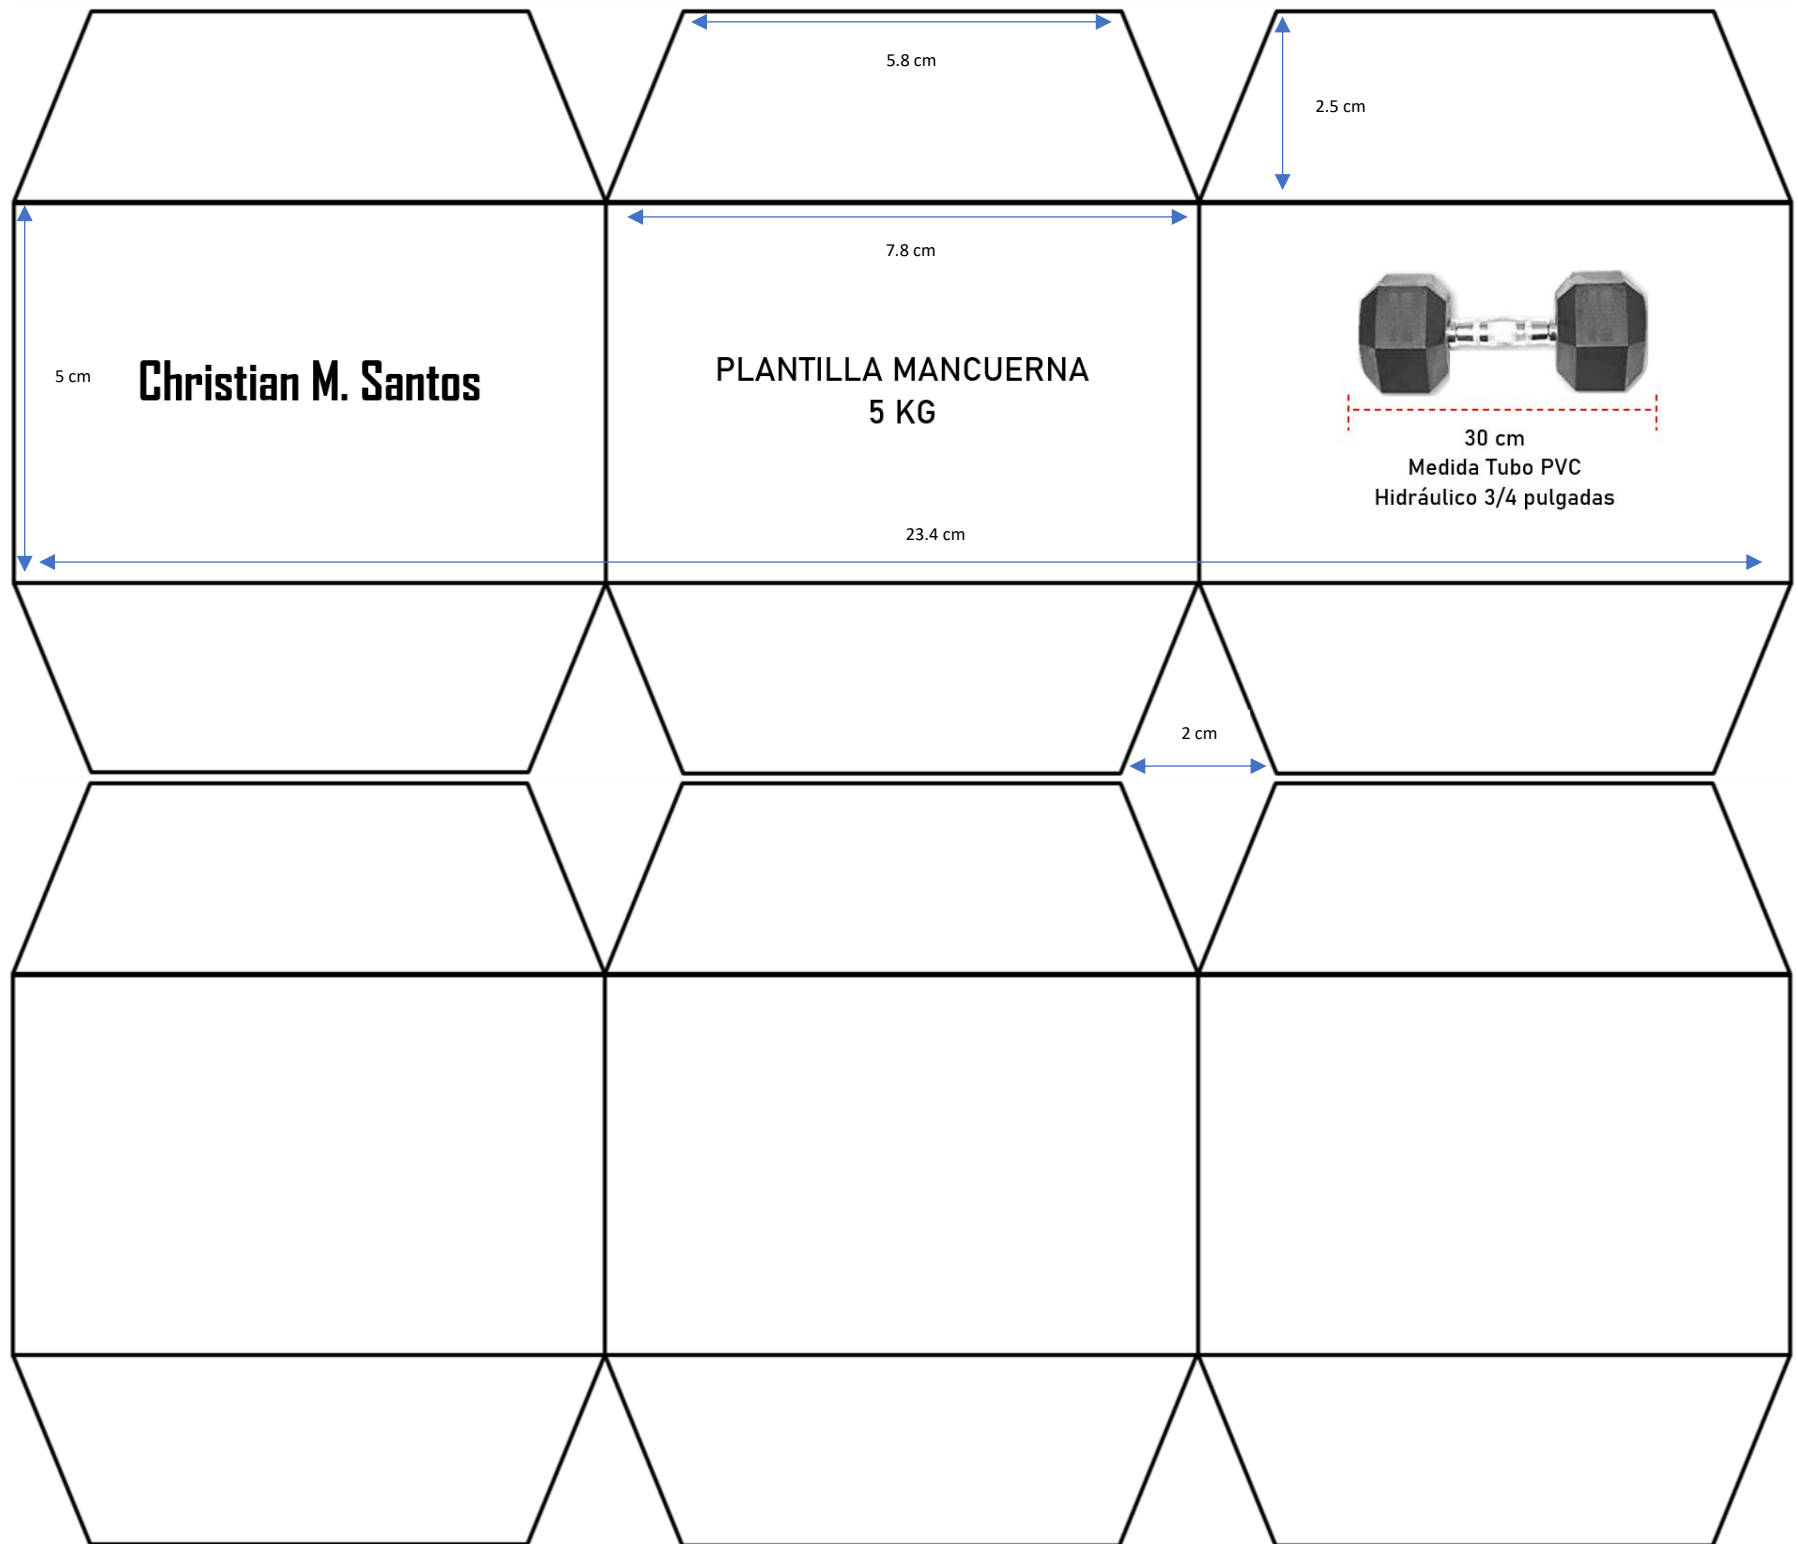 5.8 cm
2.5 cm
7.8 cm
5 cm
Christian M. Santos
PLANTILLA MANCUERNA
5 KG
30 cm
Medida Tubo PVC
Hidráulico 3/4 pulgadas
23.4 cm
2 cm